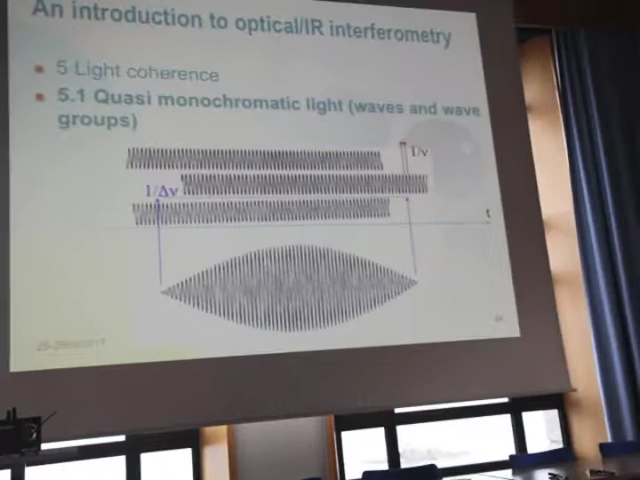 An introduction to optical/IR interferometry
5 Light coherence
5.1 Quasi monochromatic light (waves and wave
groups)
1/ν
1/Δν
t